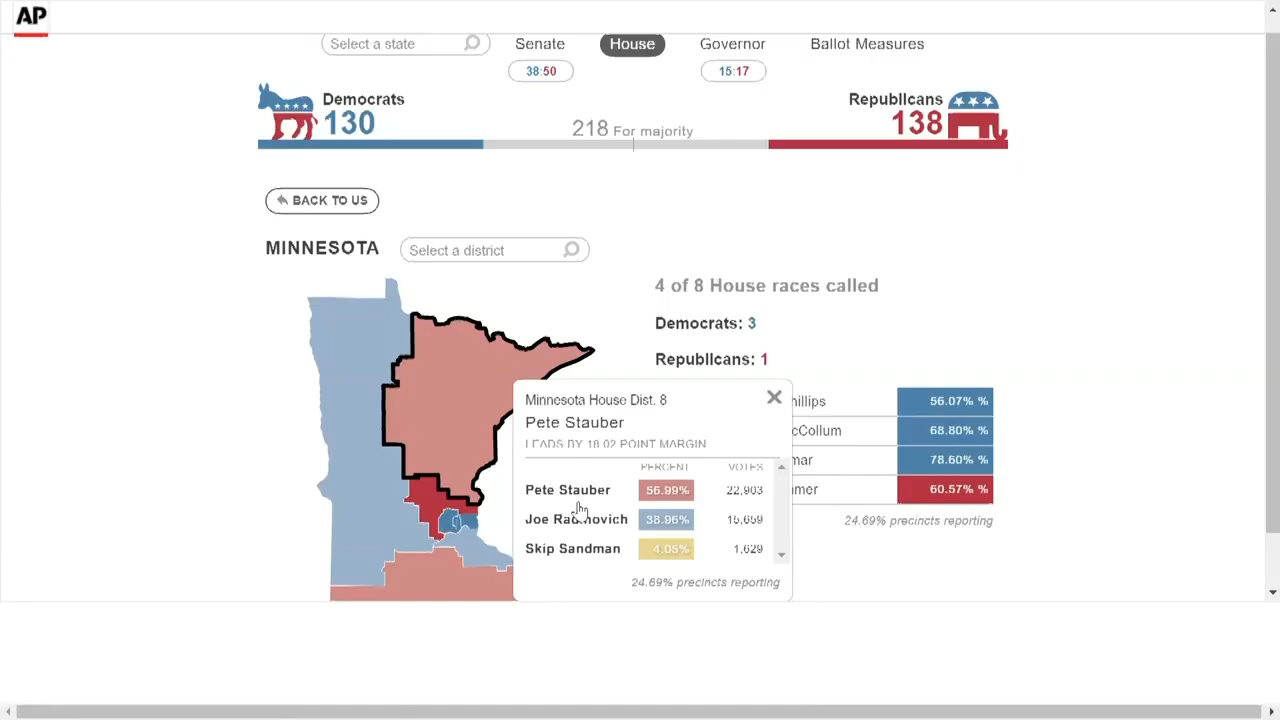 AP
Select a state
Senate
House
Governor
Ballot Measures
38:50
15:17
Democrats
130
218 For majority
Republicans
138
BACK TO US
MINNESOTA
Select a district
4 of 8 House races called
Democrats: 3
Republicans: 1
Minnesota House Dist. 8
Pete Stauber
LEADS BY 18.02 POINT MARGIN
PERCENT VOTES
Pete Stauber 56.99% 22,903
Joe Radinovich 38.96% 15,659
Skip Sandman 4.05% 1,629
24.69% precincts reporting
hillips 56.07% %
cCollum 68.80% %
mar 78.60% %
mer 60.57% %
24.69% precincts reporting